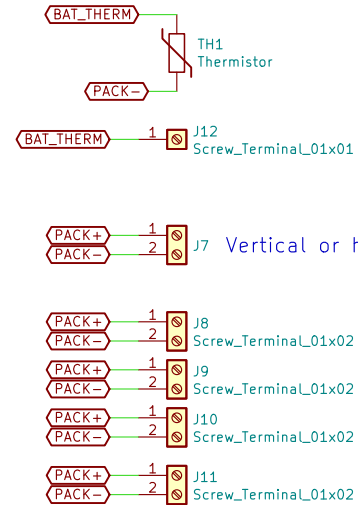 BAT_THERM
TH1
Thermistor
PACK-
BAT_THERM 1 J12
Screw_Terminal_01x01
PACK+ 1
PACK- 2 J7 Vertical or
PACK+ 1 J8
PACK- 2 Screw_Terminal_01x02
PACK+ 1 J9
PACK- 2 Screw_Terminal_01x02
PACK+ 1 J10
PACK- 2 Screw_Terminal_01x02
PACK+ 1 J11
PACK- 2 Screw_Terminal_01x02